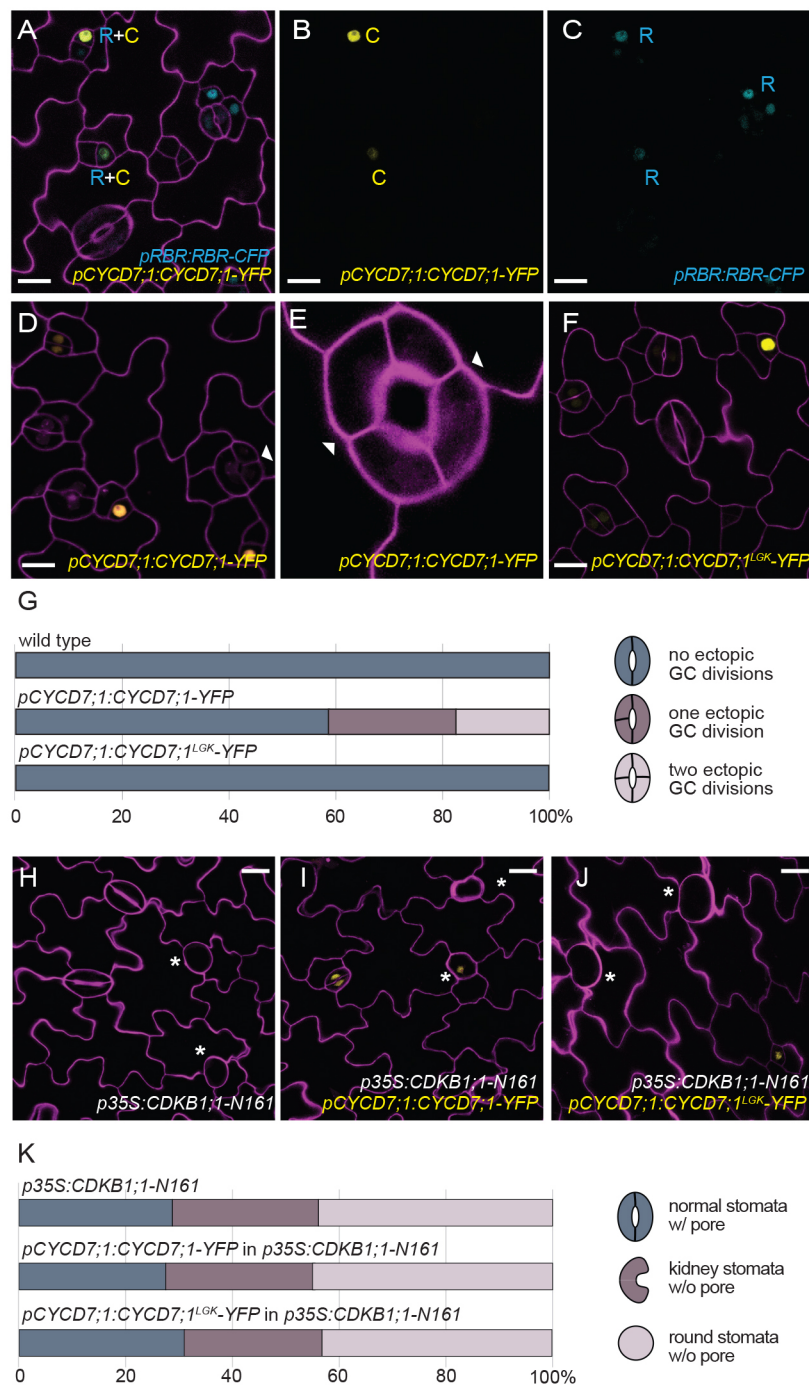 A
R+C
R+C
pRBR:RBR-CFP
pCYCD7;1:CYCD7;1-YFP
B
C
C
pCYCD7;1:CYCD7;1-YFP
C
R
R
R
pRBR:RBR-CFP
D
pCYCD7;1:CYCD7;1-YFP
E
pCYCD7;1:CYCD7;1-YFP
F
pCYCD7;1:CYCD7;1LGK-YFP
G
wild type
pCYCD7;1:CYCD7;1-YFP
pCYCD7;1:CYCD7;1LGK-YFP
0 20 40 60 80 100%
no ectopic
GC divisions
one ectopic
GC division
two ectopic
GC divisions
H
*
*
p35S:CDKB1;1-N161
I
*
*
p35S:CDKB1;1-N161
pCYCD7;1:CYCD7;1-YFP
J
*
*
p35S:CDKB1;1-N161
pCYCD7;1:CYCD7;1LGK-YFP
K
p35S:CDKB1;1-N161
pCYCD7;1:CYCD7;1-YFP in p35S:CDKB1;1-N161
pCYCD7;1:CYCD7;1LGK-YFP in p35S:CDKB1;1-N161
0 20 40 60 80 100%
normal stomata
w/ pore
kidney stomata
w/o pore
round stomata
w/o pore